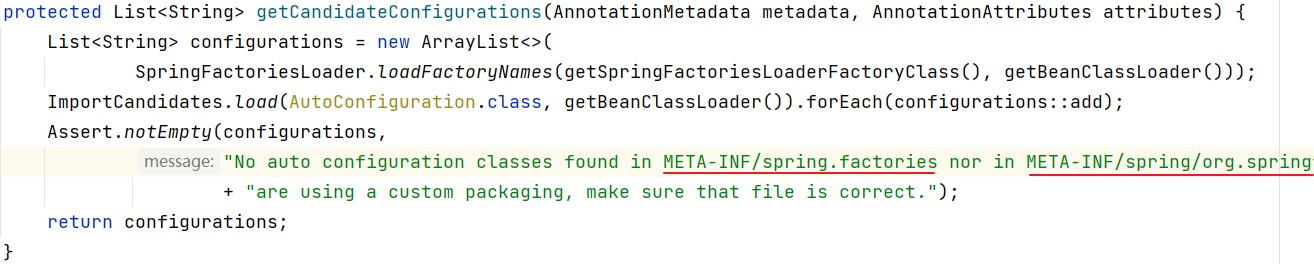 protected List<String> getCandidateConfigurations(AnnotationMetadata metadata, AnnotationAttributes attributes) {
List<String> configurations = new ArrayList<>(
SpringFactoriesLoader.loadFactoryNames(getSpringFactoriesLoaderFactoryClass(), getBeanClassLoader()));
ImportCandidates.load(AutoConfiguration.class, getBeanClassLoader()).forEach(configurations::add);
Assert.notEmpty(configurations,
message: "No auto configuration classes found in META-INF/spring.factories nor in META-INF/spring/org.spring
+ "are using a custom packaging, make sure that file is correct.");
return configurations;
}